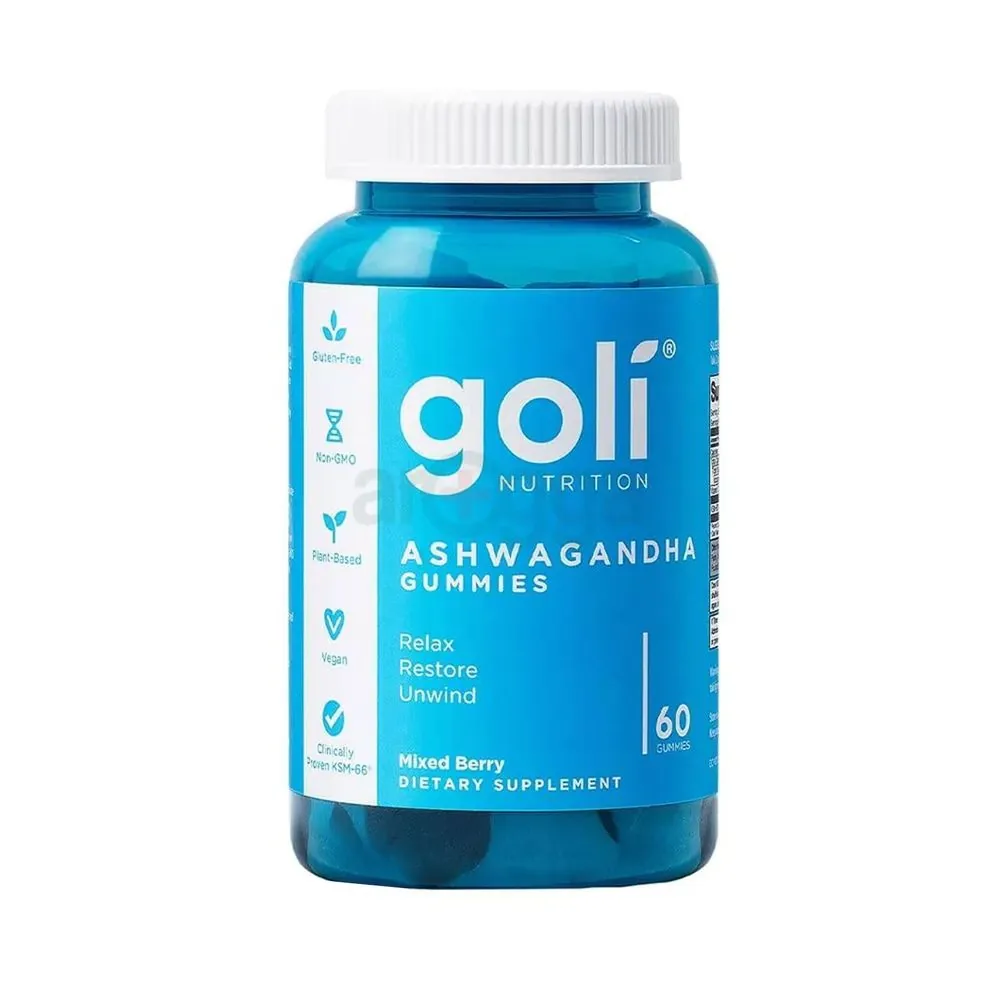 Gluten-Free
Non-GMO
Plant-Based
Vegan
Clinically
Proven KSM-66®
goli®
NUTRITION
ASHWAGANDHA
GUMMIES
Relax
Restore
Unwind
60
GUMMIES
Mixed Berry
DIETARY SUPPLEMENT